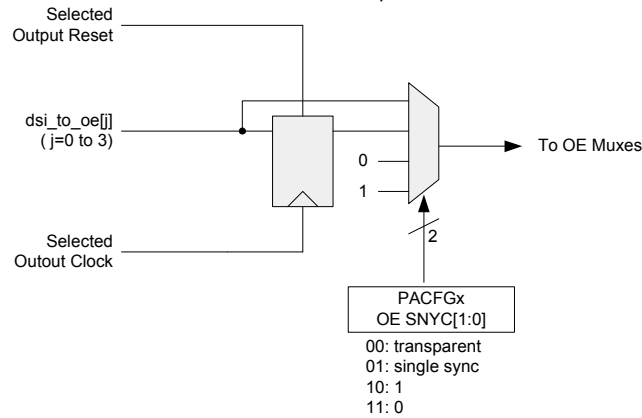 Selected
Output Reset
dsi_to_oe[j]
( j=0 to 3)
0
1
To OE Muxes
Selected
Outout Clock
2
PACFGx
OE SNYC[1:0]
00: transparent
01: single sync
10: 1
11: 0